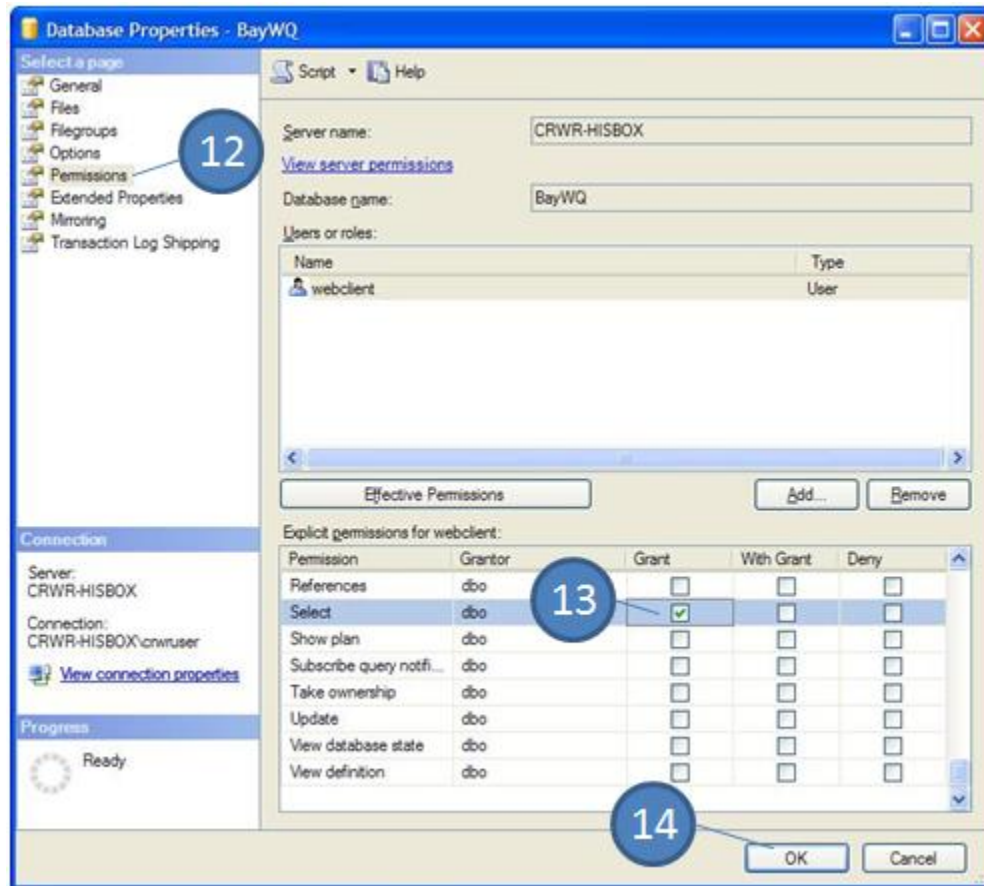 Database Properties - BayWQ
Select a page
General
Files
Filegroups
Options
Permissions
Extended Properties
Mirroring
Transaction Log Shipping
12
Script Help
Server name: CRWR-HISBOX
View server permissions
Database name: BayWQ
Users or roles:
Name Type
webclient User
Effective Permissions Add... Remove
Explicit permissions for webclient:
Permission Grantor Grant With Grant Deny
References dbo
Select dbo
Show plan dbo
Subscribe query notifi... dbo
Take ownership dbo
Update dbo
View database state dbo
View definition dbo
13
Connection
Server:
CRWR-HISBOX
Connection:
CRWR-HISBOX\crwruser
View connection properties
Progress
Ready
14
OK Cancel